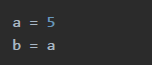 a = 5
b = a